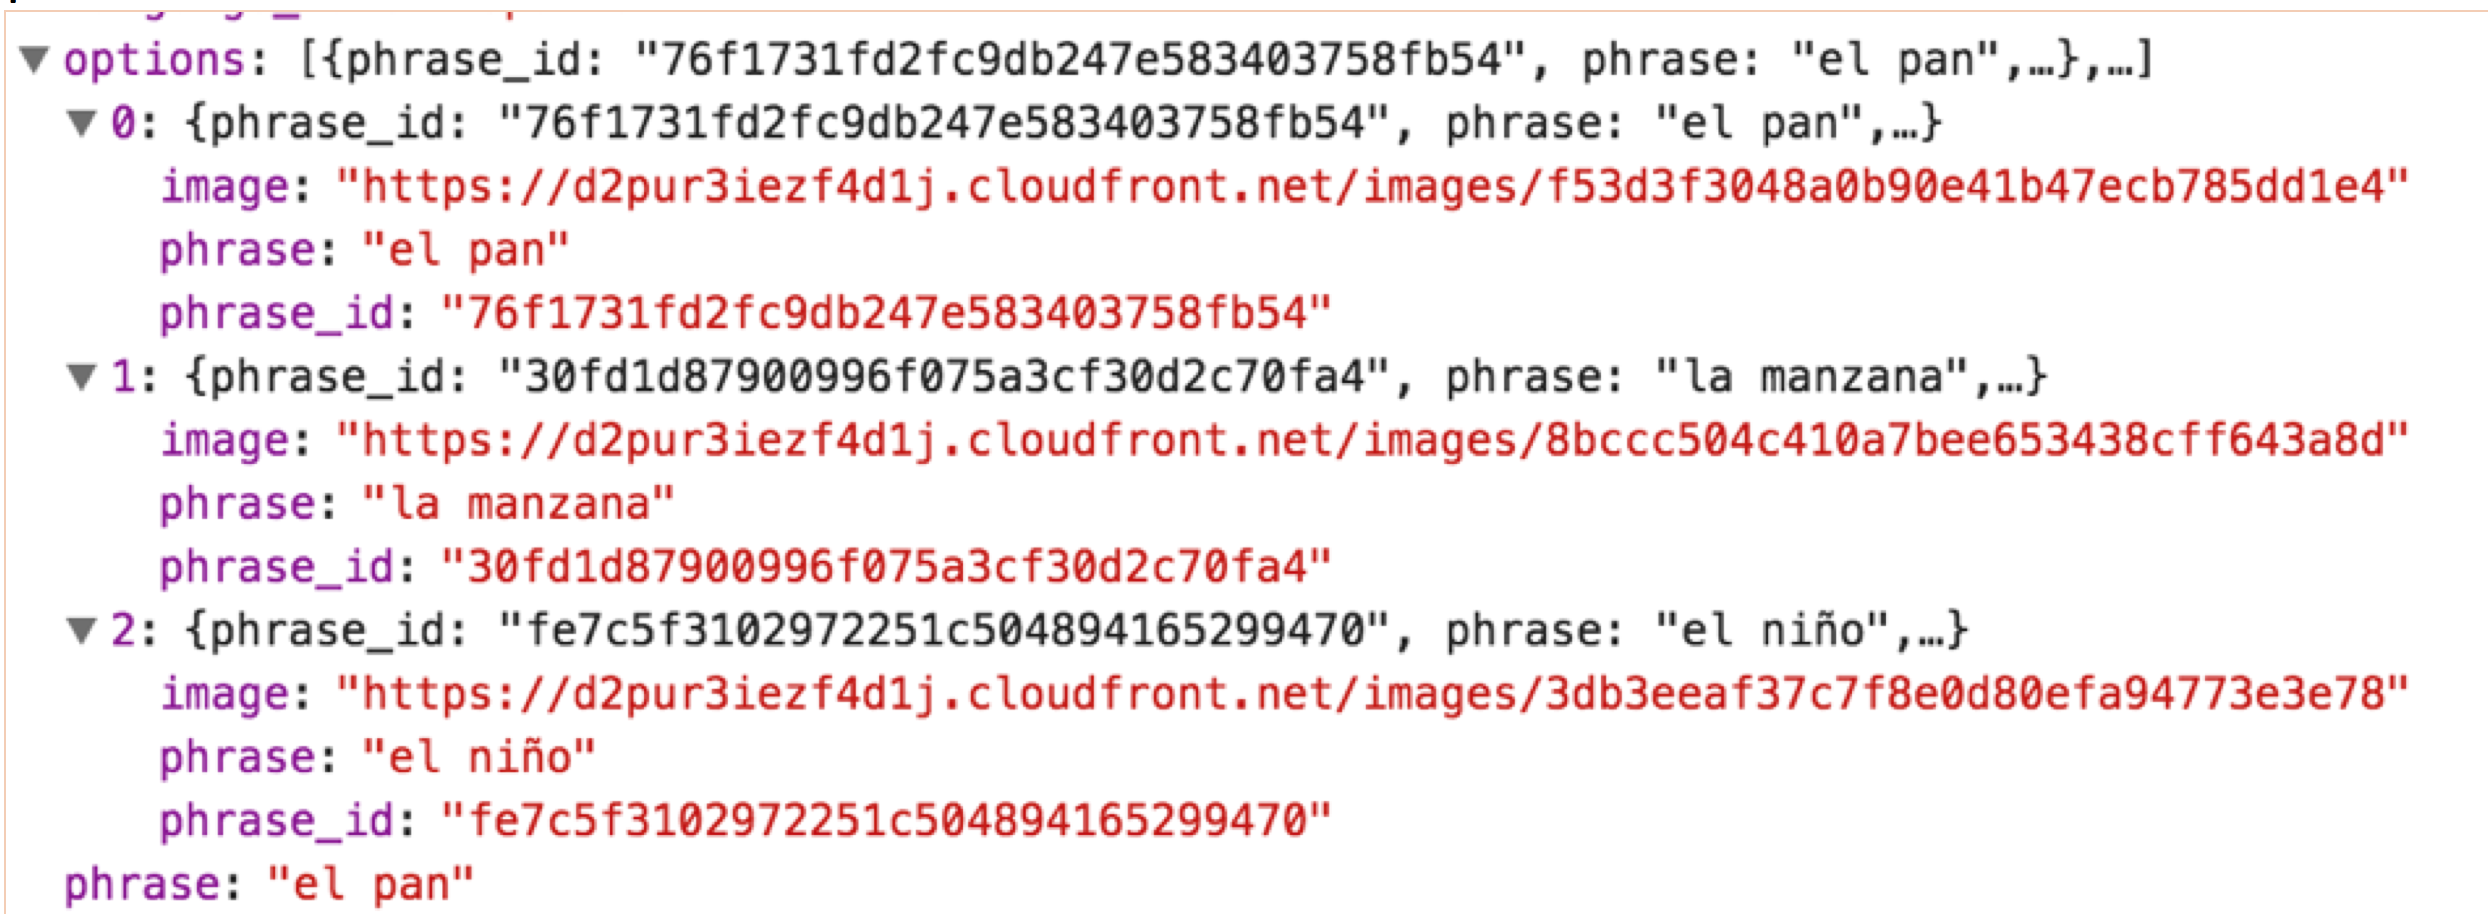 ▼ options: [{phrase_id: "76f1731fd2fc9db247e583403758fb54", phrase: "el pan",…},…]
▼ 0: {phrase_id: "76f1731fd2fc9db247e583403758fb54", phrase: "el pan",…}
image: "https://d2pur3iezf4d1j.cloudfront.net/images/f53d3f3048a0b90e41b47ecb785dd1e4"
phrase: "el pan"
phrase_id: "76f1731fd2fc9db247e583403758fb54"
▼ 1: {phrase_id: "30fd1d87900996f075a3cf30d2c70fa4", phrase: "la manzana",…}
image: "https://d2pur3iezf4d1j.cloudfront.net/images/8bccc504c410a7bee653438cff643a8d"
phrase: "la manzana"
phrase_id: "30fd1d87900996f075a3cf30d2c70fa4"
▼ 2: {phrase_id: "fe7c5f3102972251c504894165299470", phrase: "el niño",…}
image: "https://d2pur3iezf4d1j.cloudfront.net/images/3db3eeaf37c7f8e0d80efa94773e3e78"
phrase: "el niño"
phrase_id: "fe7c5f3102972251c504894165299470"
phrase: "el pan"